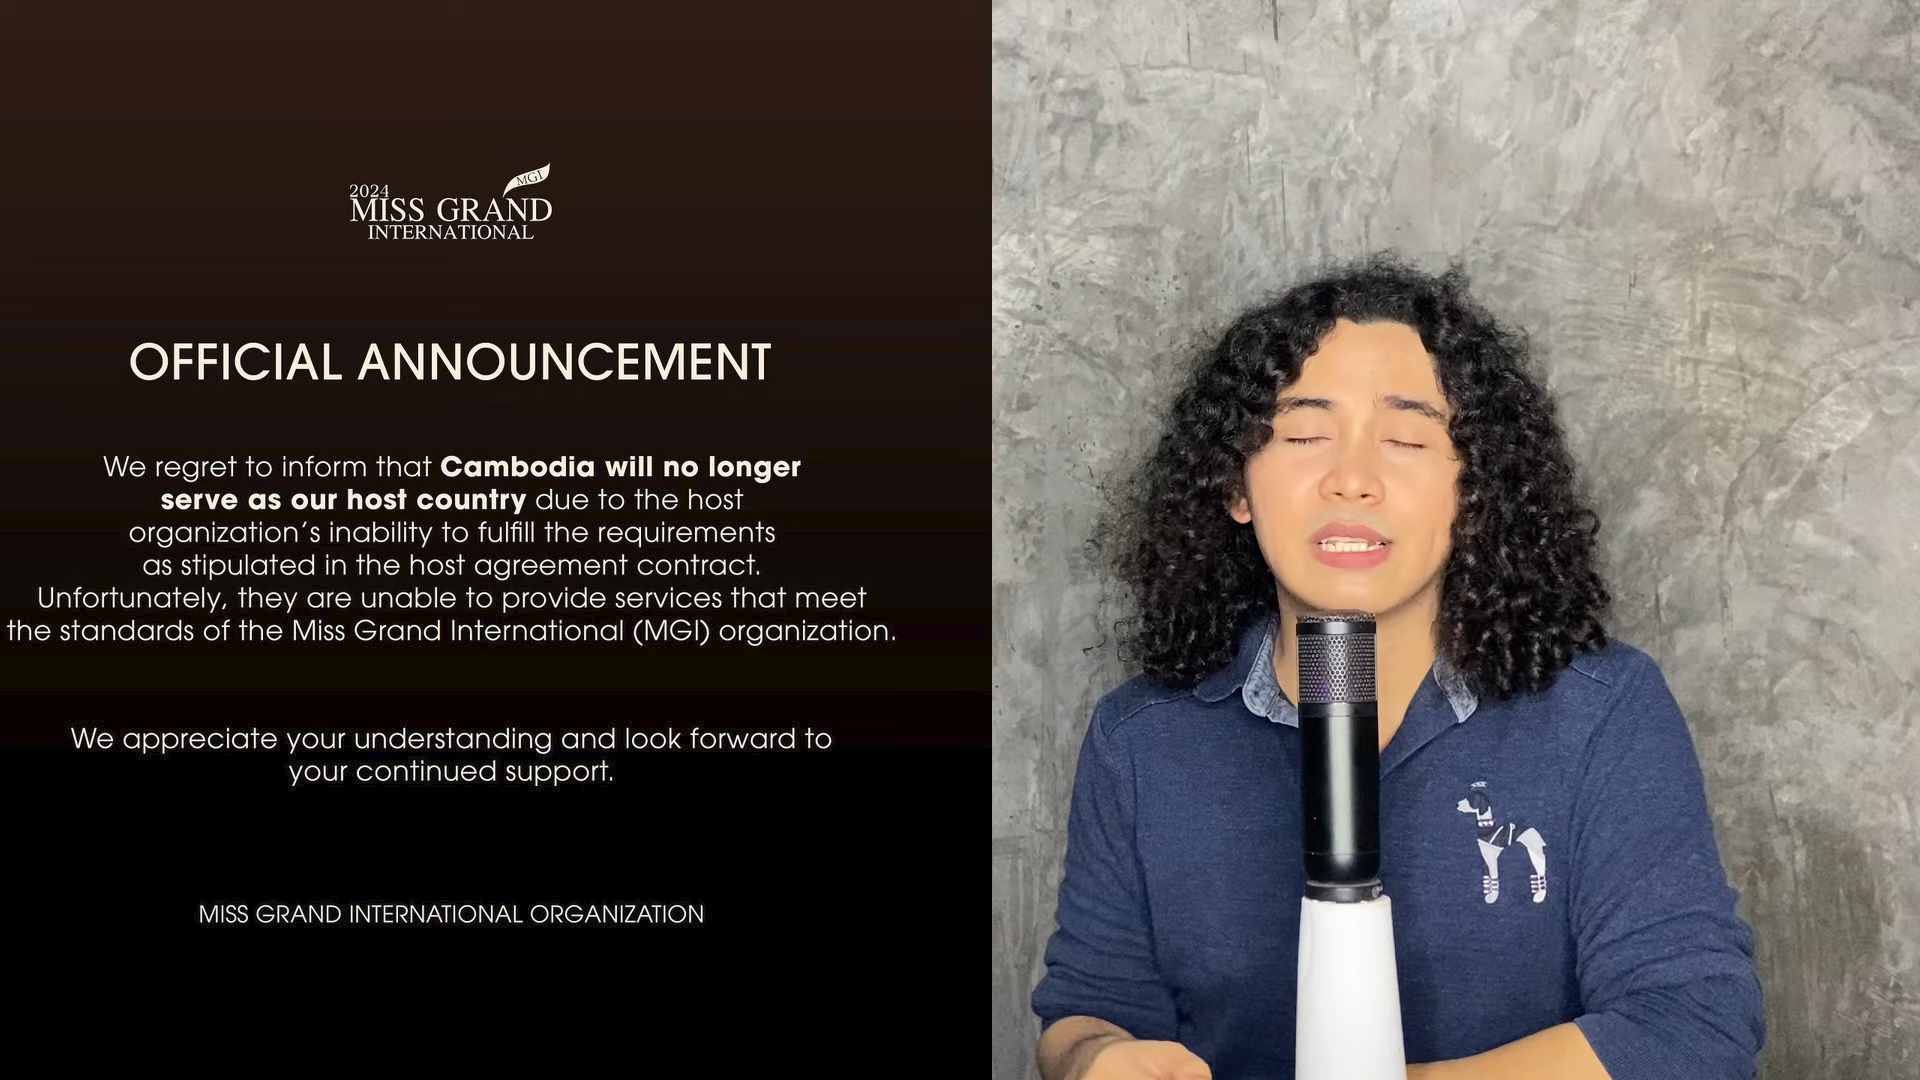 2024
MGI
MISS GRAND
INTERNATIONAL
OFFICIAL ANNOUNCEMENT
We regret to inform that Cambodia will no longer
serve as our host country due to the host
organization's inability to fulfill the requirements
as stipulated in the host agreement contract.
Unfortunately, they are unable to provide services that meet
the standards of the Miss Grand International (MGI) organization.
We appreciate your understanding and look forward to
your continued support.
MISS GRAND INTERNATIONAL ORGANIZATION